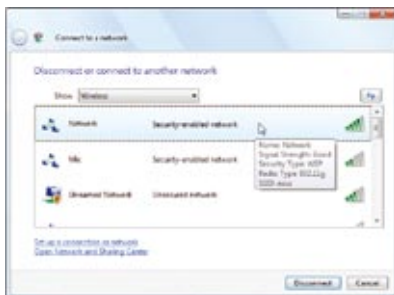 Connect to a network
Disconnect or connect to another network
Show Wireless
Network Security-enabled network
Security-enabled network
Unnamed Network Unsecured network
Name: Network
Signal Strength: Good
Security Type: WEP
Radio Type: 802.11g
SSID:
Set up a connection or network
Open Network and Sharing Center
Disconnect Cancel